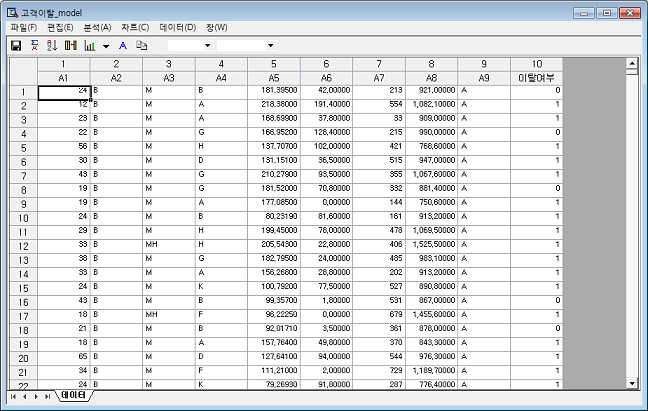 고객이탈_model
파일(F) 편집(E) 분석(A) 차트(C) 데이터(D) 창(W)
1 2 3 4 5 6 7 8 9 10
A1 A2 A3 A4 A5 A6 A7 A8 A9 이탈여부
1 24 B M B 181,39500 42,00000 213 921,00000 A 0
2 12 B M A 218,38000 191,40000 554 1,082,10000 A 1
3 23 B M A 168,69900 37,80000 33 909,00000 A 1
4 22 B M G 166,95200 128,40000 215 990,00000 A 0
5 56 B M H 137,70700 102,00000 421 768,60000 A 1
6 30 B M D 131,15100 36,50000 515 947,00000 A 1
7 43 B M G 210,27900 93,50000 355 1,067,60000 A 1
8 19 B M G 181,52000 70,80000 332 881,40000 A 0
9 19 B M A 177,08500 0,00000 144 750,60000 A 1
10 24 B M B 80,23190 81,60000 161 913,20000 A 1
11 29 B M H 199,45000 78,00000 478 1,069,50000 A 1
12 33 B MH H 205,54300 22,80000 406 1,525,50000 A 1
13 38 B M G 182,79500 24,00000 485 983,10000 A 1
14 33 B M A 156,26800 28,80000 202 913,20000 A 1
15 24 B M K 100,79200 77,50000 527 890,80000 A 1
16 43 B M B 99,35700 1,80000 531 867,00000 A 0
17 18 B MH F 96,22250 0,00000 679 1,455,60000 A 1
18 21 B M B 92,01710 3,50000 361 878,00000 A 0
19 18 B M A 157,76400 49,80000 370 843,30000 A 1
20 65 B M D 127,64100 94,00000 544 976,30000 A 1
21 34 B M F 111,21000 2,00000 729 1,189,70000 A 1
22 24 B M K 79,26930 91,80000 287 776,40000 A 1
데이터